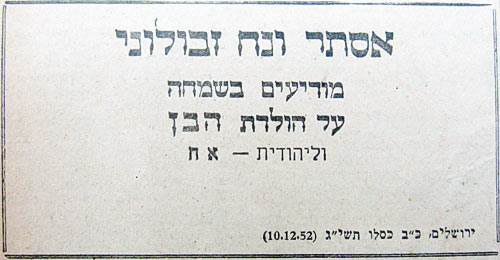 אסתר ונח זבולוני
מודיעים בשמחה
על הולדת הבן
וליהודית — אח
ירושלים, כ״ב כסלו תשי״ג (10.12.52)